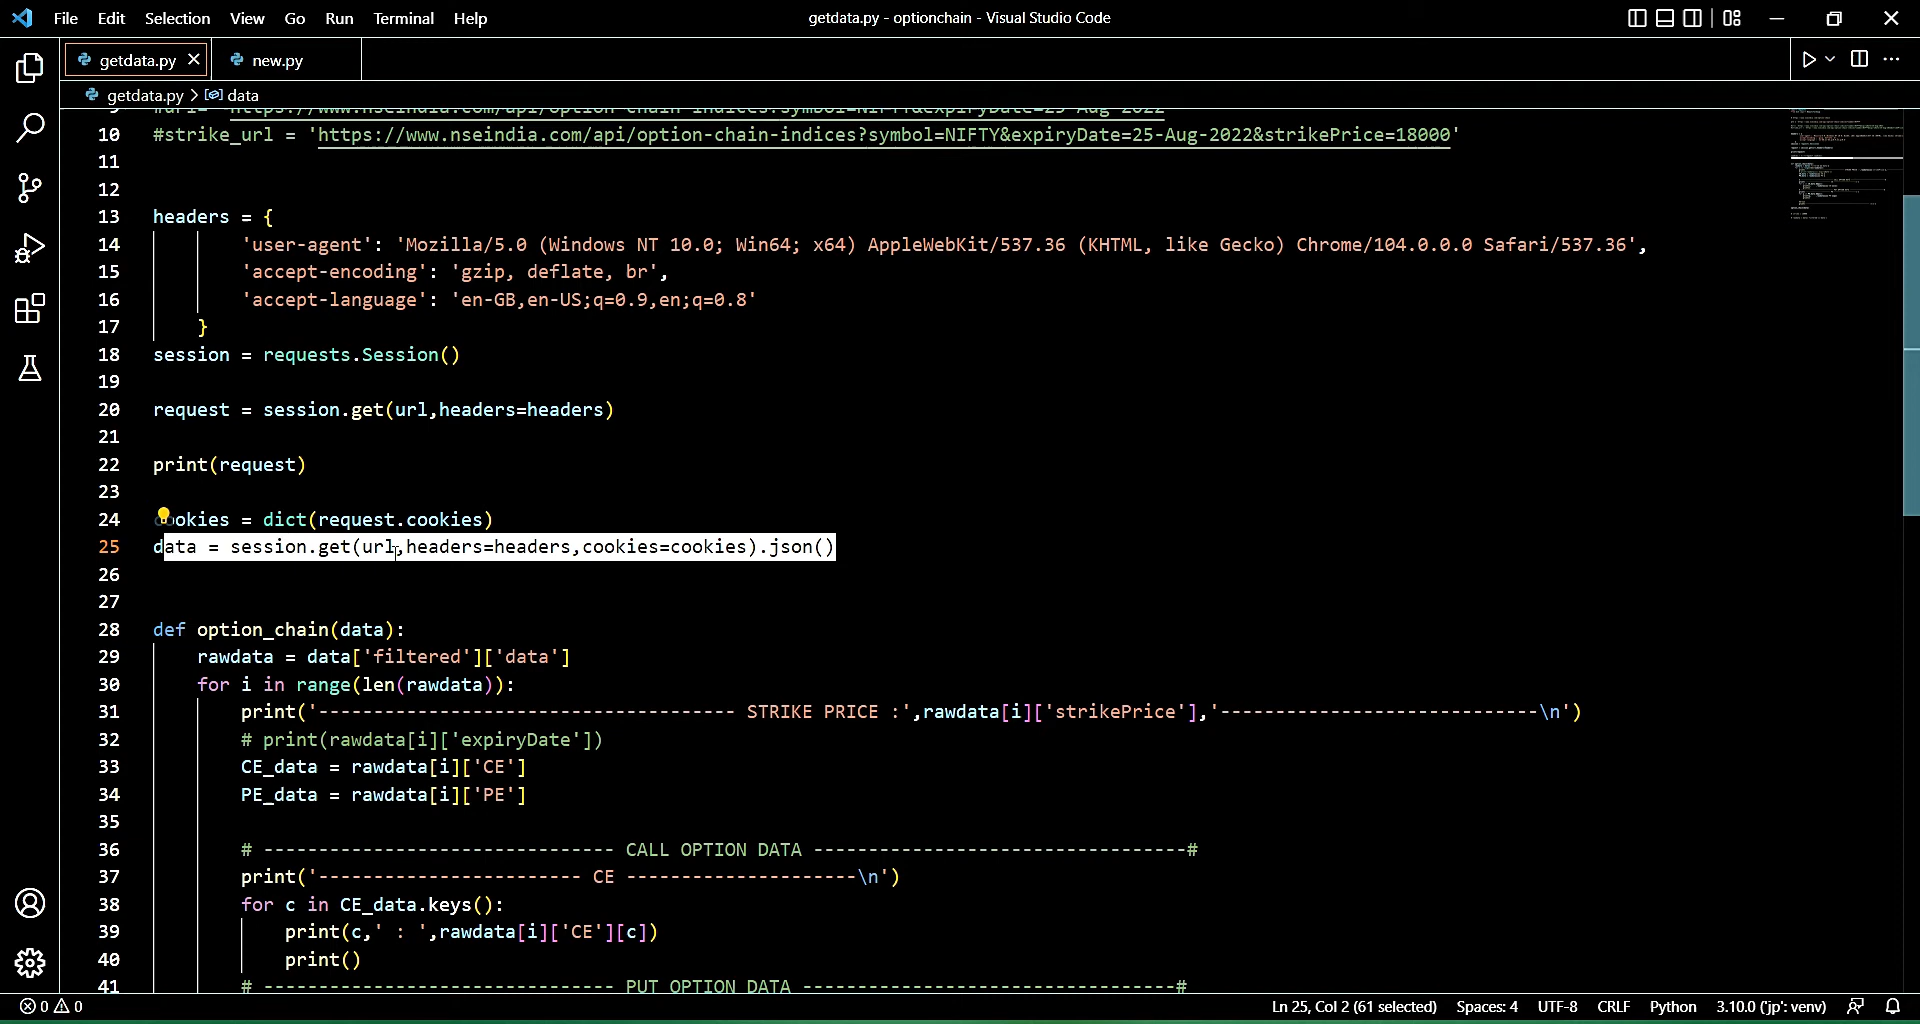 File Edit Selection View Go Run Terminal Help
getdata.py - optionchain - Visual Studio Code
getdata.py
new.py
getdata.py > data
10 #strike_url = 'https://www.nseindia.com/api/option-chain-indices?symbol=NIFTY&expiryDate=25-Aug-2022&strikePrice=18000'
11
12
13 headers = {
14 'user-agent': 'Mozilla/5.0 (Windows NT 10.0; Win64; x64) AppleWebKit/537.36 (KHTML, like Gecko) Chrome/104.0.0.0 Safari/537.36',
15 'accept-encoding': 'gzip, deflate, br',
16 'accept-language': 'en-GB,en-US;q=0.9,en;q=0.8'
17 }
18 session = requests.Session()
19
20 request = session.get(url,headers=headers)
21
22 print(request)
23
24 cookies = dict(request.cookies)
25 data = session.get(url,headers=headers,cookies=cookies).json()
26
27
28 def option_chain(data):
29 rawdata = data['filtered']['data']
30 for i in range(len(rawdata)):
31 print('-------------------------------------- STRIKE PRICE :',rawdata[i]['strikePrice'],'-----------------------------\n')
32 # print(rawdata[i]['expiryDate'])
33 CE_data = rawdata[i]['CE']
34 PE_data = rawdata[i]['PE']
35
36 # -------------------------------- CALL OPTION DATA ----------------------------------#
37 print('------------------------ CE ---------------------\n')
38 for c in CE_data.keys():
39 print(c,' : ',rawdata[i]['CE'][c])
40 print()
41 # -------------------------------- PUT OPTION DATA ----------------------------------#
0 0
Ln 25, Col 2 (61 selected) Spaces: 4 UTF-8 CRLF Python 3.10.0 ('jp': venv)